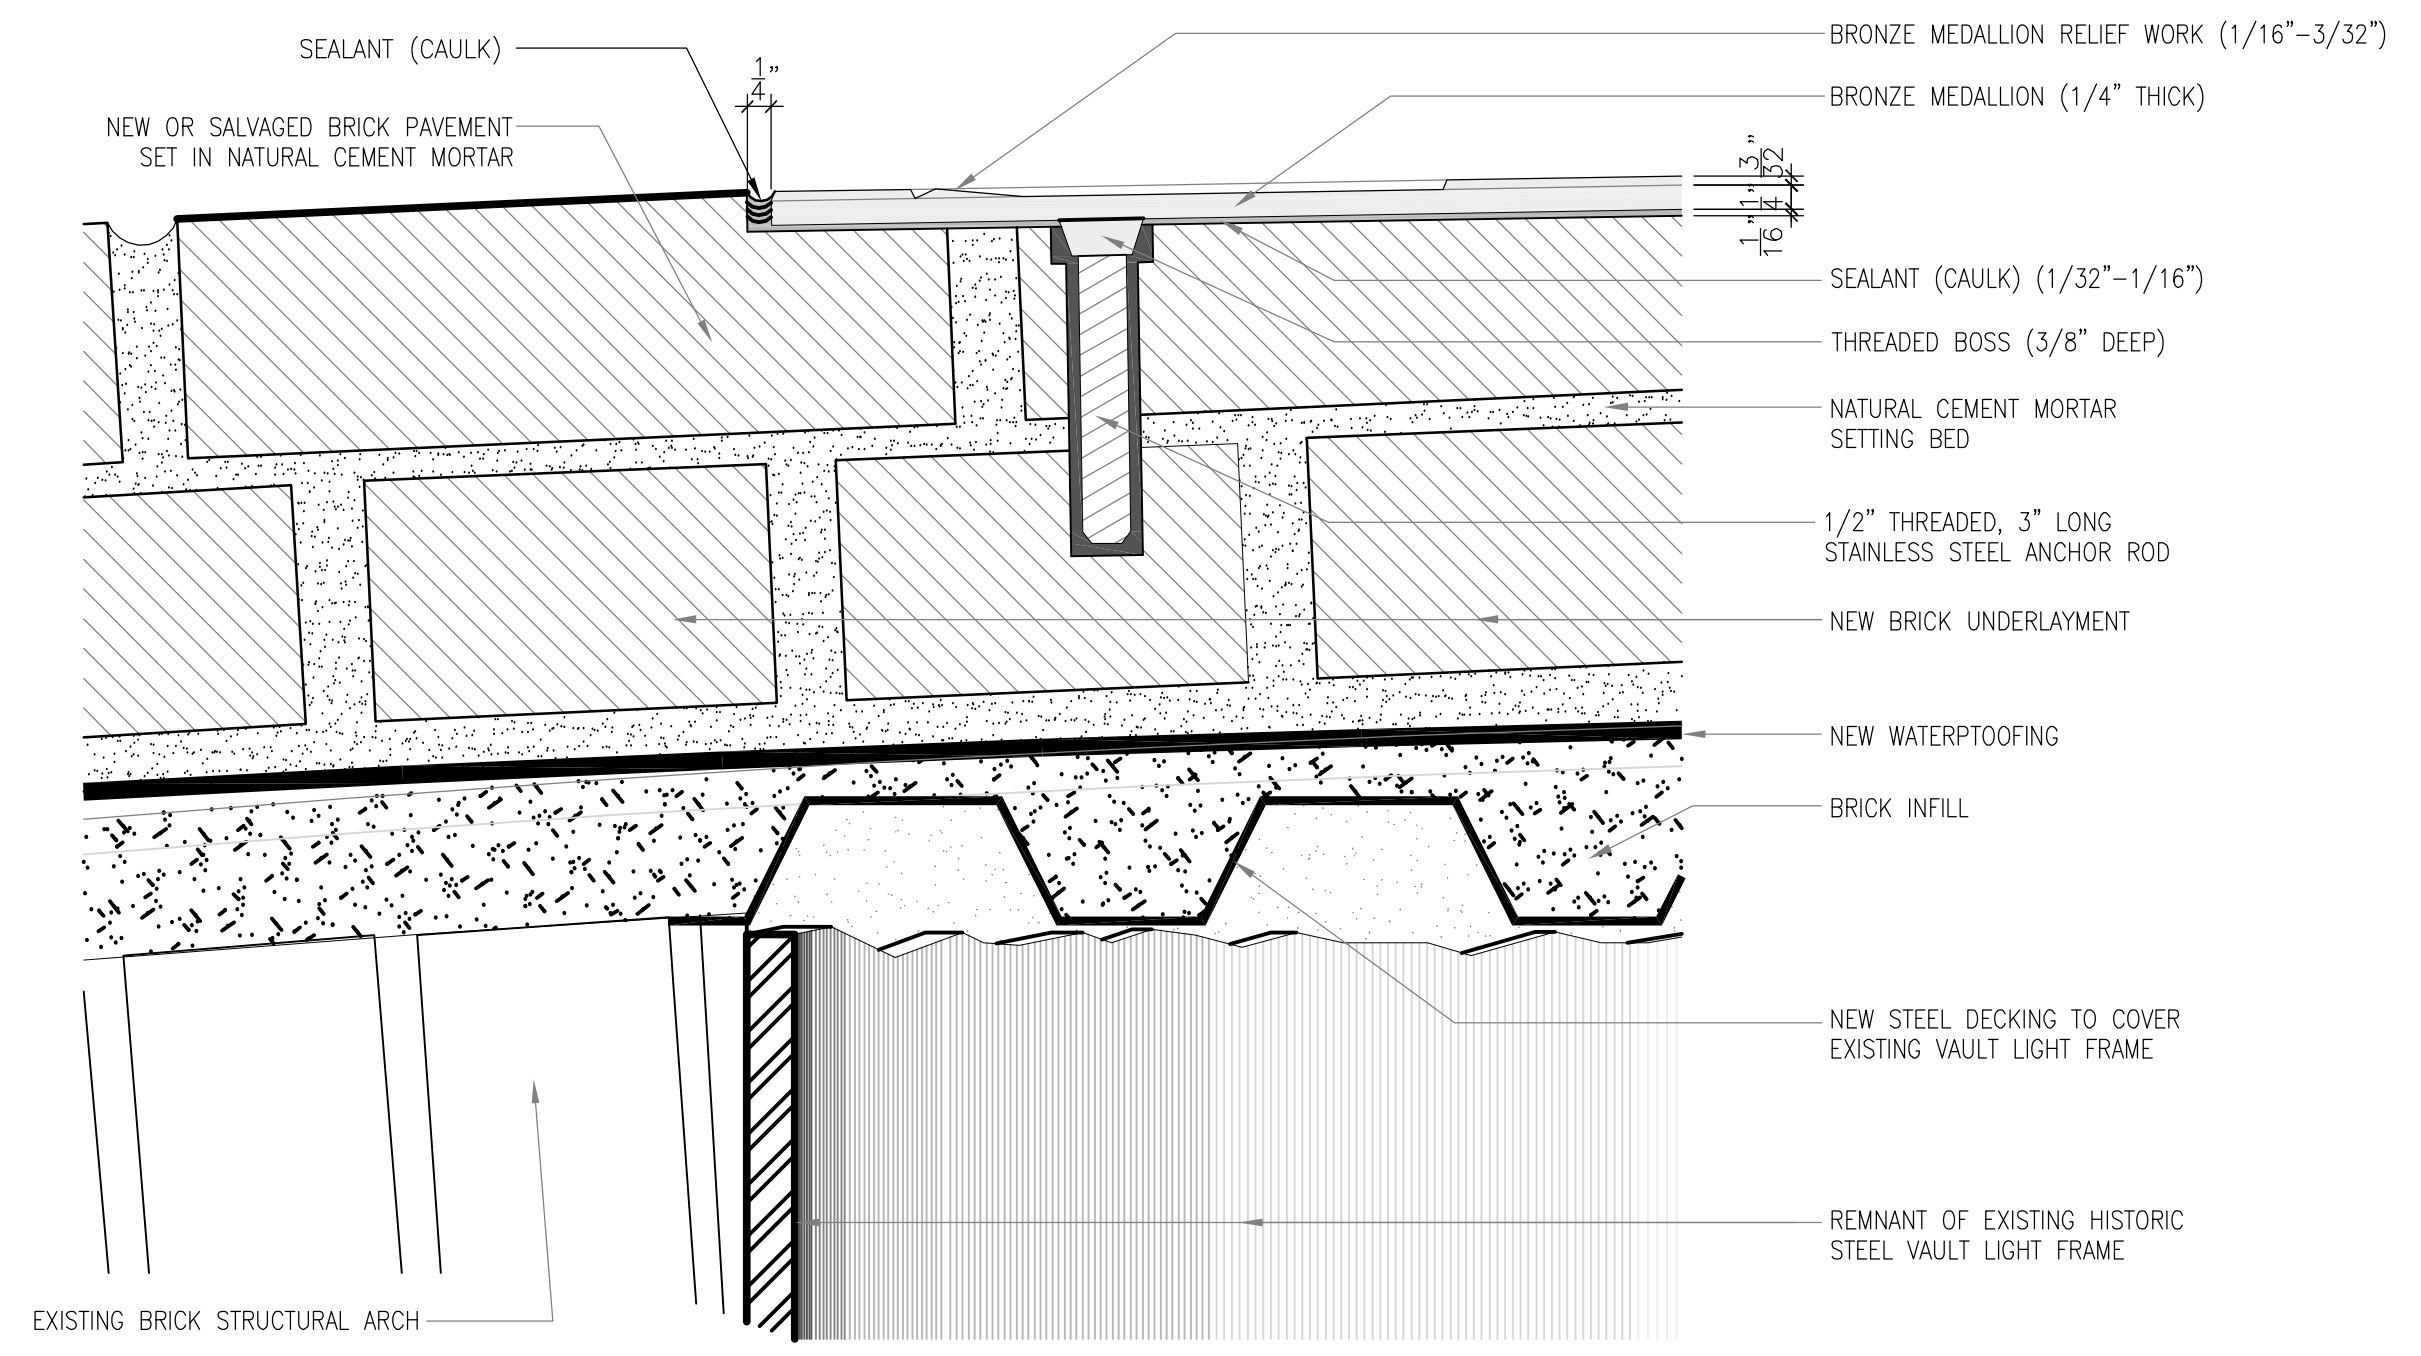 SEALANT (CAULK)
1/4"
NEW OR SALVAGED BRICK PAVEMENT
SET IN NATURAL CEMENT MORTAR
BRONZE MEDALLION RELIEF WORK (1/16”–3/32”)
BRONZE MEDALLION (1/4” THICK)
3/32"
1/4"
1/16"
SEALANT (CAULK) (1/32”–1/16”)
THREADED BOSS (3/8” DEEP)
NATURAL CEMENT MORTAR
SETTING BED
1/2” THREADED, 3” LONG
STAINLESS STEEL ANCHOR ROD
NEW BRICK UNDERLAYMENT
NEW WATERPTOOFING
BRICK INFILL
NEW STEEL DECKING TO COVER
EXISTING VAULT LIGHT FRAME
REMNANT OF EXISTING HISTORIC
STEEL VAULT LIGHT FRAME
EXISTING BRICK STRUCTURAL ARCH